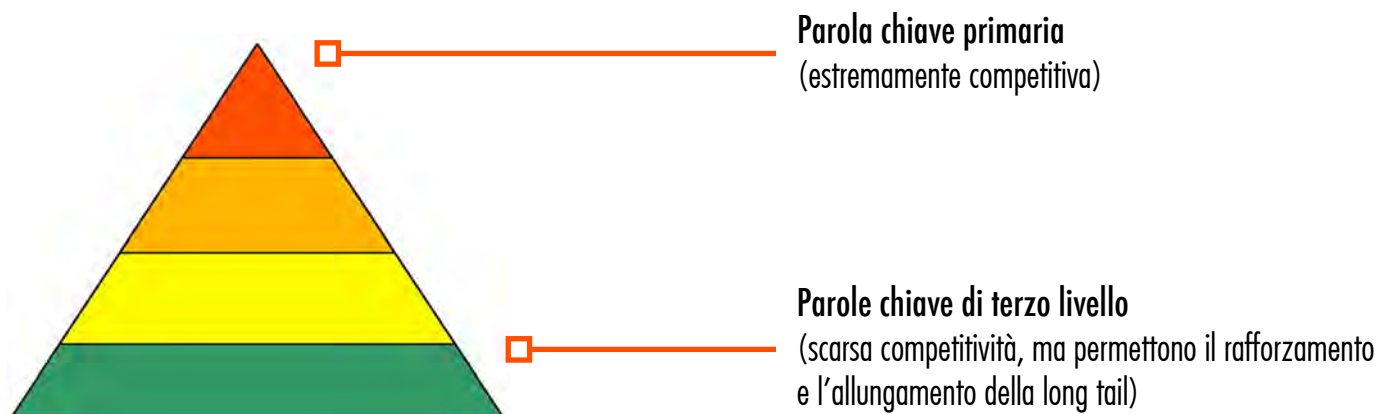 Parola chiave primaria
(estremamente competitiva)
Parole chiave di terzo livello
(scarsa competitività, ma permettono il rafforzamento
e l'allungamento della long tail)